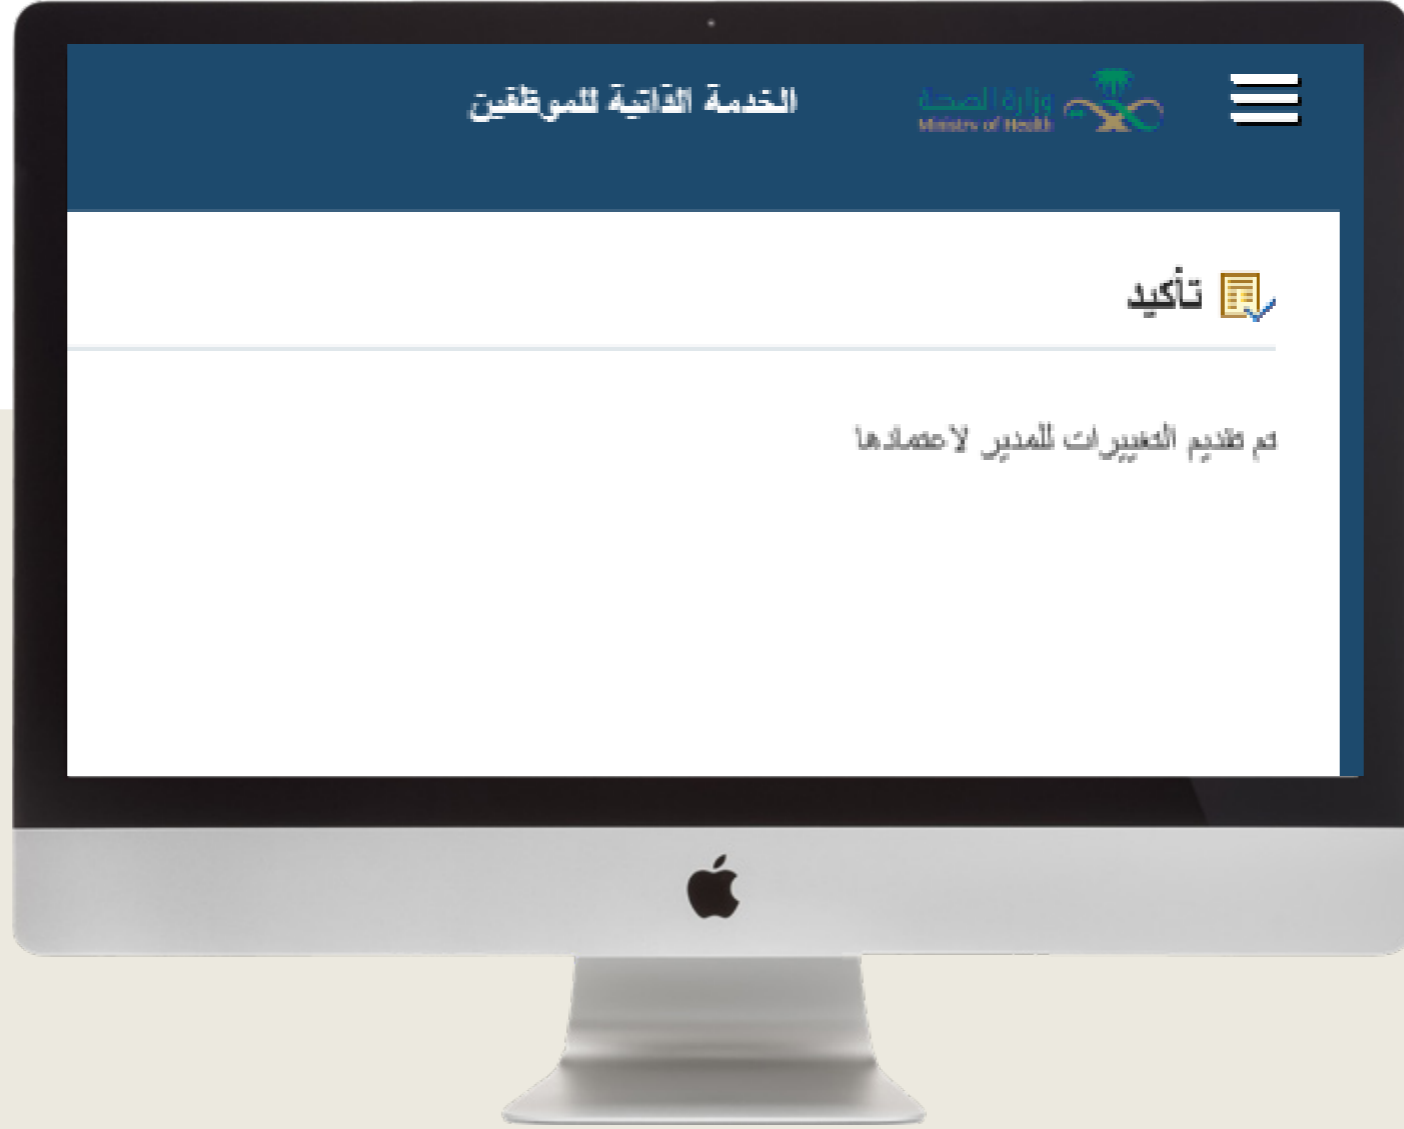 وزارة الصحة
Ministry of Health
الخدمة الذاتية للموظفين
تأكيد
تم تقديم التغييرات للمدير لاعتمادها